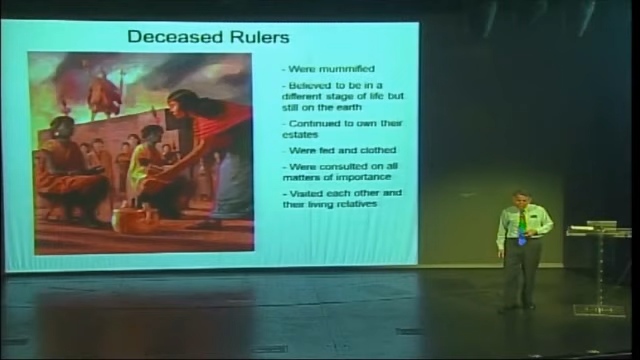 Deceased Rulers
- Were mummified
- Believed to be in a
different stage of life but
still on the earth
- Continued to own their
estates
- Were fed and clothed
- Were consulted on all
matters of importance
- Visited each other and
their living relatives